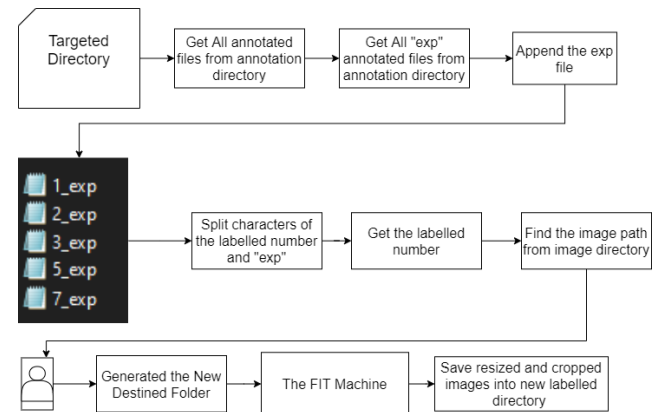 Targeted
Directory
Get All annotated
files from annotation
directory
Get All "exp"
annotated files from
annotation directory
Append the exp
file
1_exp
2_exp
3_exp
5_exp
7_exp
Split characters of
the labelled number
and "exp"
Get the labelled
number
Find the image path
from image directory
Generated the New
Destined Folder
The FIT Machine
Save resized and cropped
images into new labelled
directory